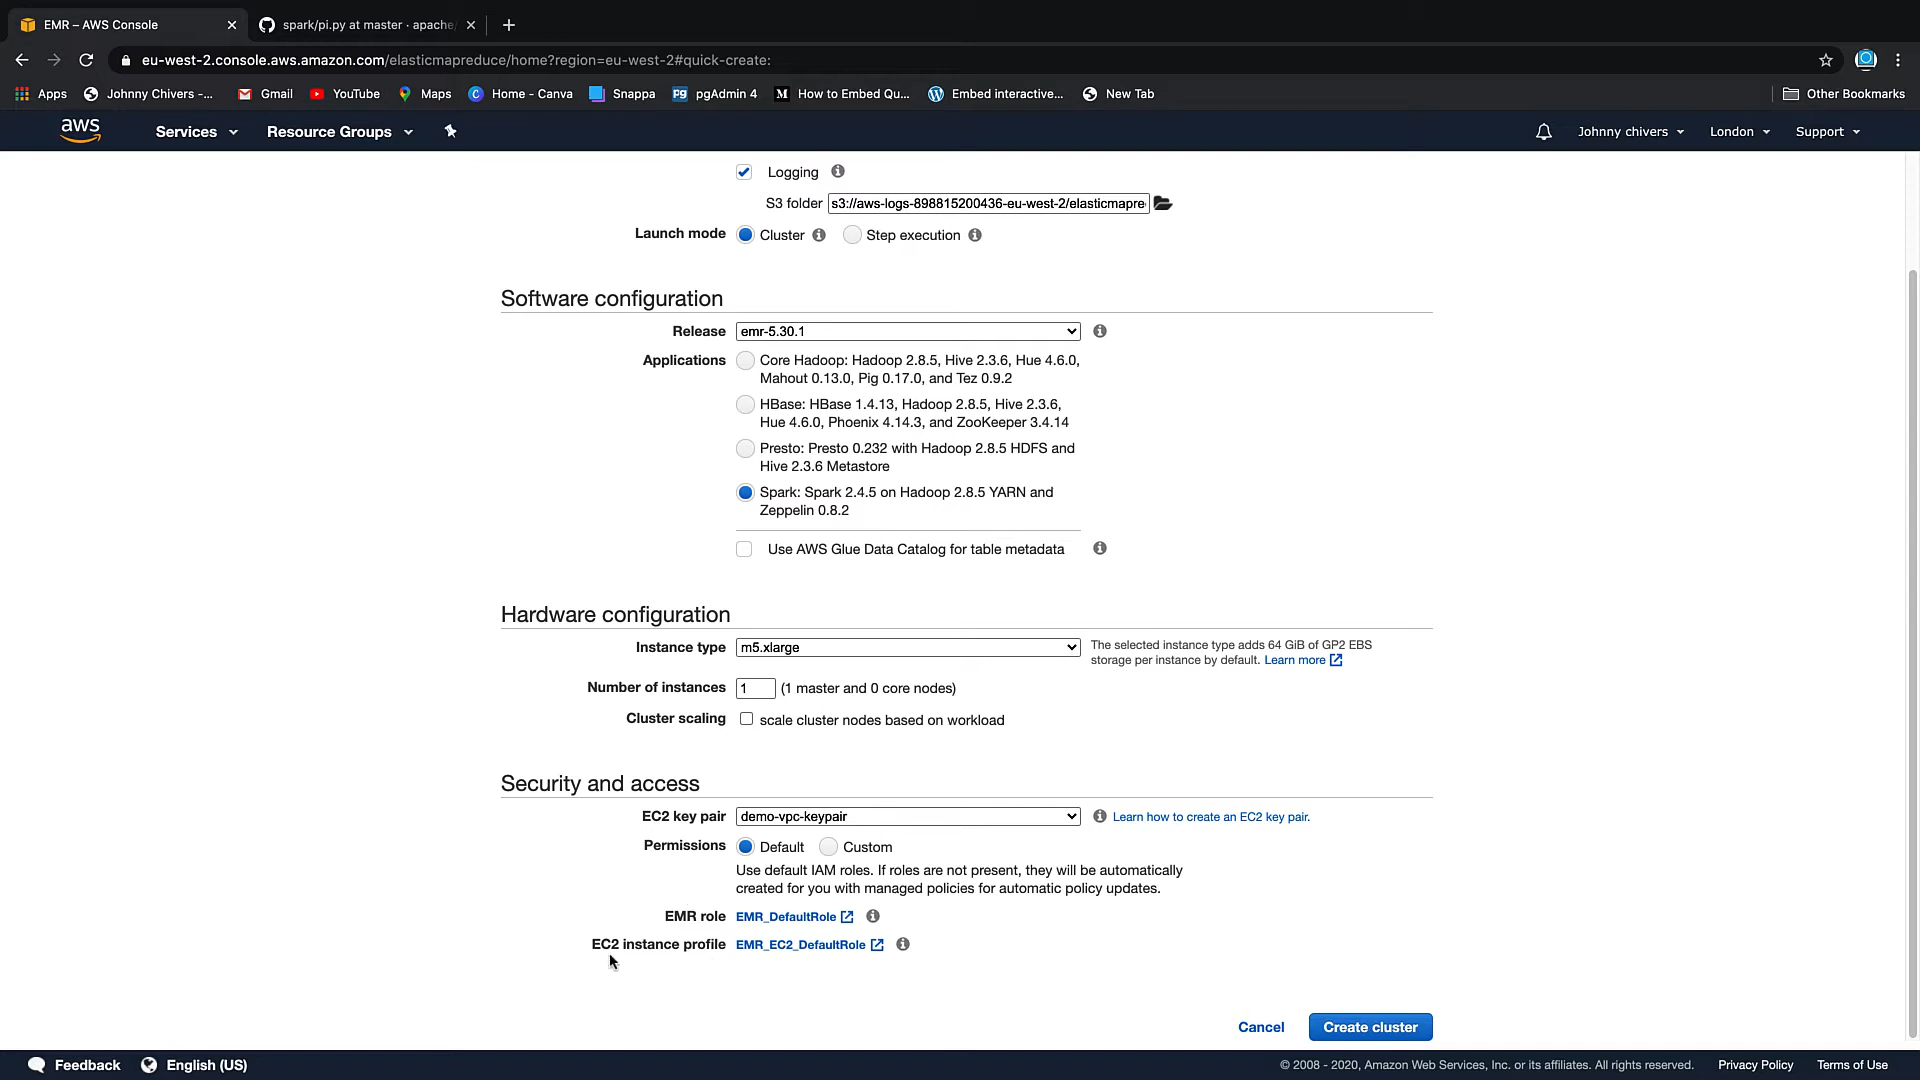 EMR – AWS Console
spark/pi.py at master · apache/
eu-west-2.console.aws.amazon.com/elasticmapreduce/home?region=eu-west-2#quick-create:
Apps
Johnny Chivers -...
Gmail
YouTube
Maps
Home - Canva
Snappa
pgAdmin 4
How to Embed Qu...
Embed interactive...
New Tab
Other Bookmarks
aws
Services
Resource Groups
Johnny chivers
London
Support
Logging
S3 folder s3://aws-logs-898815200436-eu-west-2/elasticmapre
Launch mode Cluster Step execution
Software configuration
Release emr-5.30.1
Applications Core Hadoop: Hadoop 2.8.5, Hive 2.3.6, Hue 4.6.0,
Mahout 0.13.0, Pig 0.17.0, and Tez 0.9.2
HBase: HBase 1.4.13, Hadoop 2.8.5, Hive 2.3.6,
Hue 4.6.0, Phoenix 4.14.3, and ZooKeeper 3.4.14
Presto: Presto 0.232 with Hadoop 2.8.5 HDFS and
Hive 2.3.6 Metastore
Spark: Spark 2.4.5 on Hadoop 2.8.5 YARN and
Zeppelin 0.8.2
Use AWS Glue Data Catalog for table metadata
Hardware configuration
Instance type m5.xlarge
The selected instance type adds 64 GiB of GP2 EBS
storage per instance by default. Learn more
Number of instances 1 (1 master and 0 core nodes)
Cluster scaling scale cluster nodes based on workload
Security and access
EC2 key pair demo-vpc-keypair Learn how to create an EC2 key pair.
Permissions Default Custom
Use default IAM roles. If roles are not present, they will be automatically
created for you with managed policies for automatic policy updates.
EMR role EMR_DefaultRole
EC2 instance profile EMR_EC2_DefaultRole
Cancel Create cluster
Feedback English (US) © 2008 - 2020, Amazon Web Services, Inc. or its affiliates. All rights reserved. Privacy Policy Terms of Use